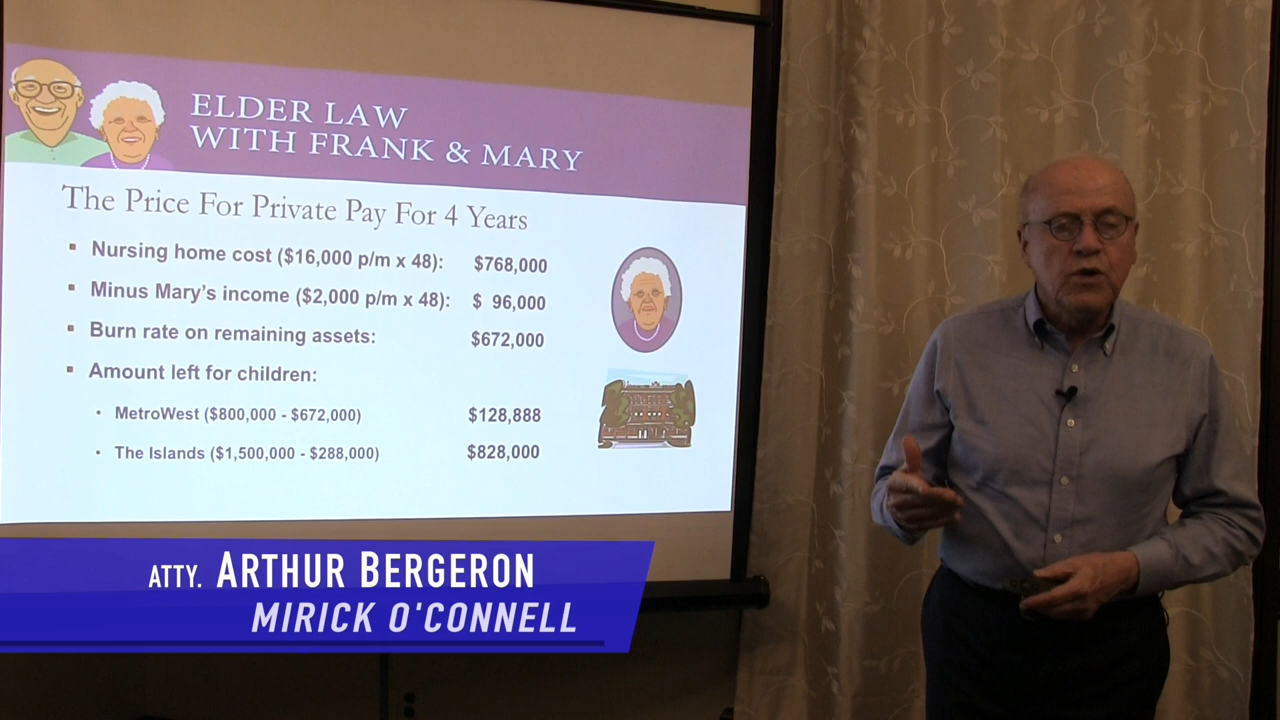 ELDER LAW
WITH FRANK & MARY
The Price For Private Pay For 4 Years
▪ Nursing home cost ($16,000 p/m x 48): $768,000
▪ Minus Mary's income ($2,000 p/m x 48): $ 96,000
▪ Burn rate on remaining assets: $672,000
▪ Amount left for children:
• MetroWest ($800,000 - $672,000) $128,888
• The Islands ($1,500,000 - $288,000) $828,000
ATTY. ARTHUR BERGERON
MIRICK O'CONNELL